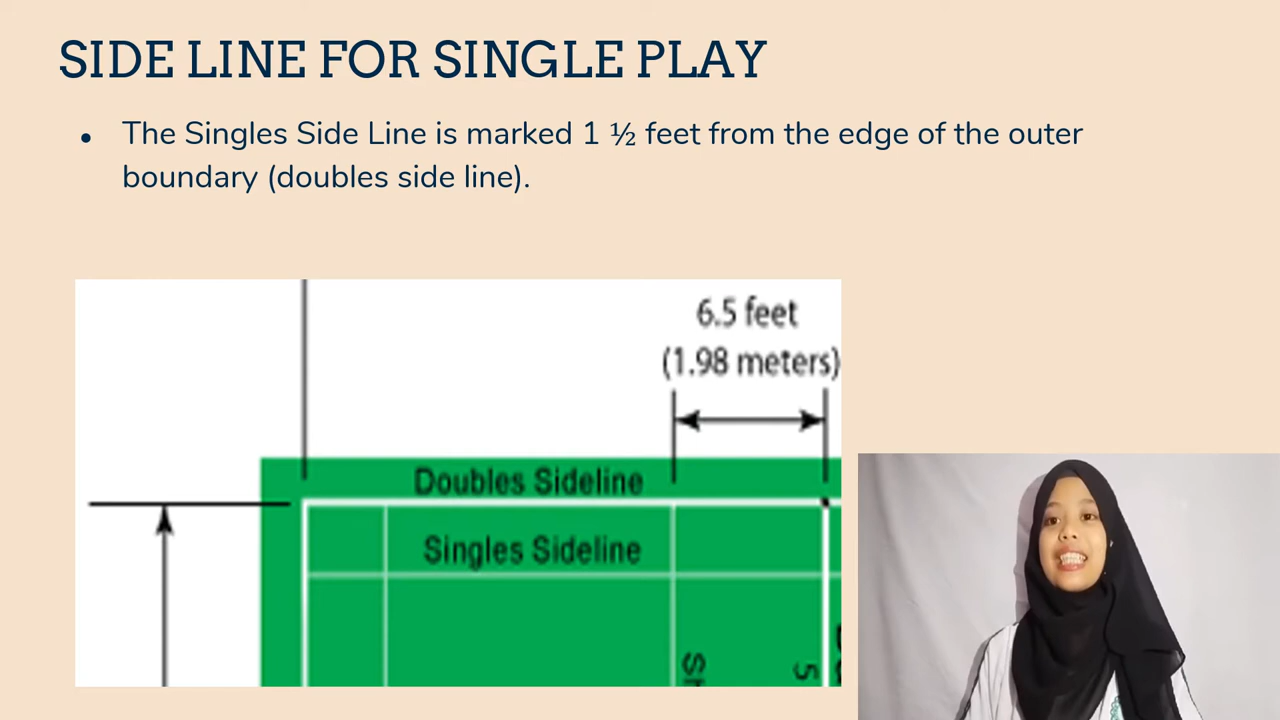 SIDE LINE FOR SINGLE PLAY
• The Singles Side Line is marked 1 ½ feet from the edge of the outer
boundary (doubles side line).
6.5 feet
(1.98 meters)
Doubles Sideline
Singles Sideline